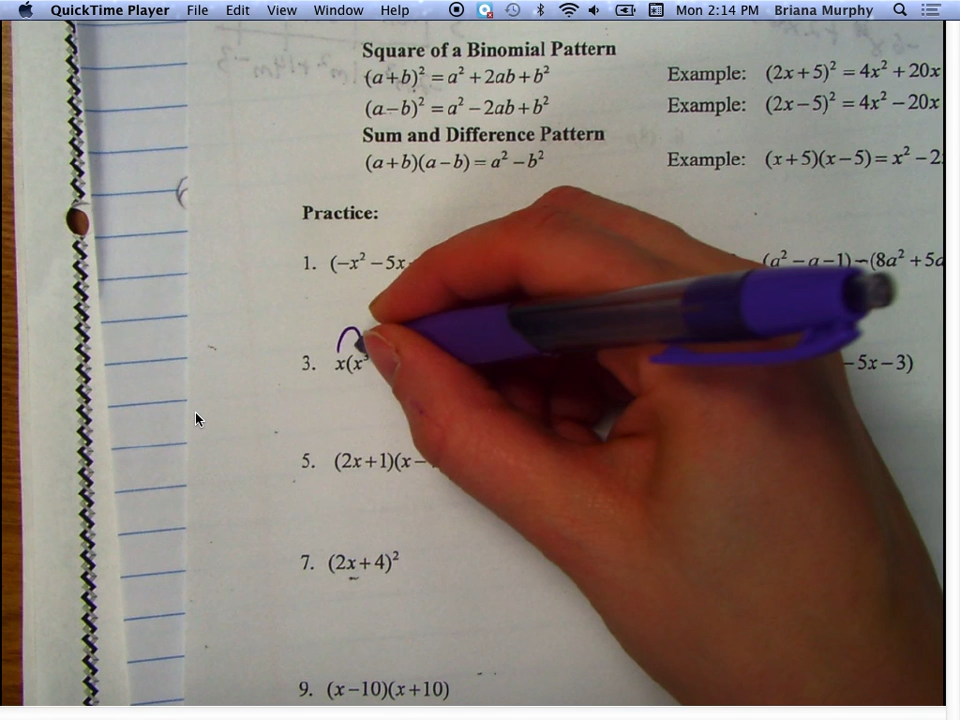 QuickTime Player File Edit View Window Help Mon 2:14 PM Briana Murphy
Square of a Binomial Pattern
(a+b)² = a² + 2ab + b² Example: (2x+5)² = 4x² + 20x
(a−b)² = a² − 2ab + b² Example: (2x−5)² = 4x² − 20x
Sum and Difference Pattern
(a+b)(a−b) = a² − b² Example: (x+5)(x−5) = x² − 2
Practice:
1. (−x² − 5x (a² − a − 1) − (8a² + 5a
3. x(x³ − 5x − 3)
5. (2x+1)(x −
7. (2x+4)²
9. (x−10)(x+10)